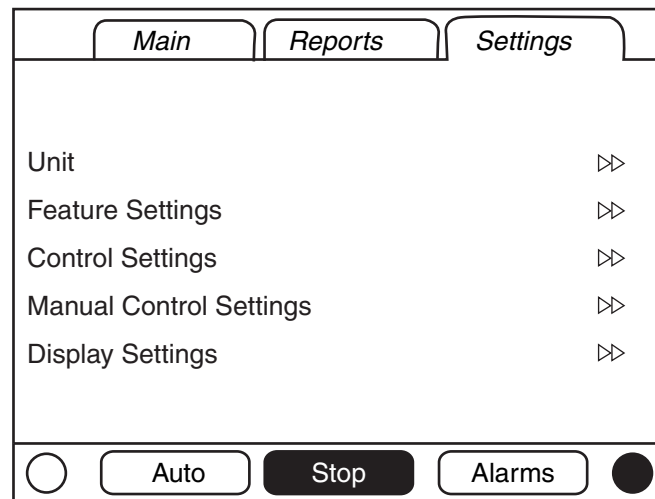 Main Reports Settings
Unit
Feature Settings
Control Settings
Manual Control Settings
Display Settings
Auto Stop Alarms